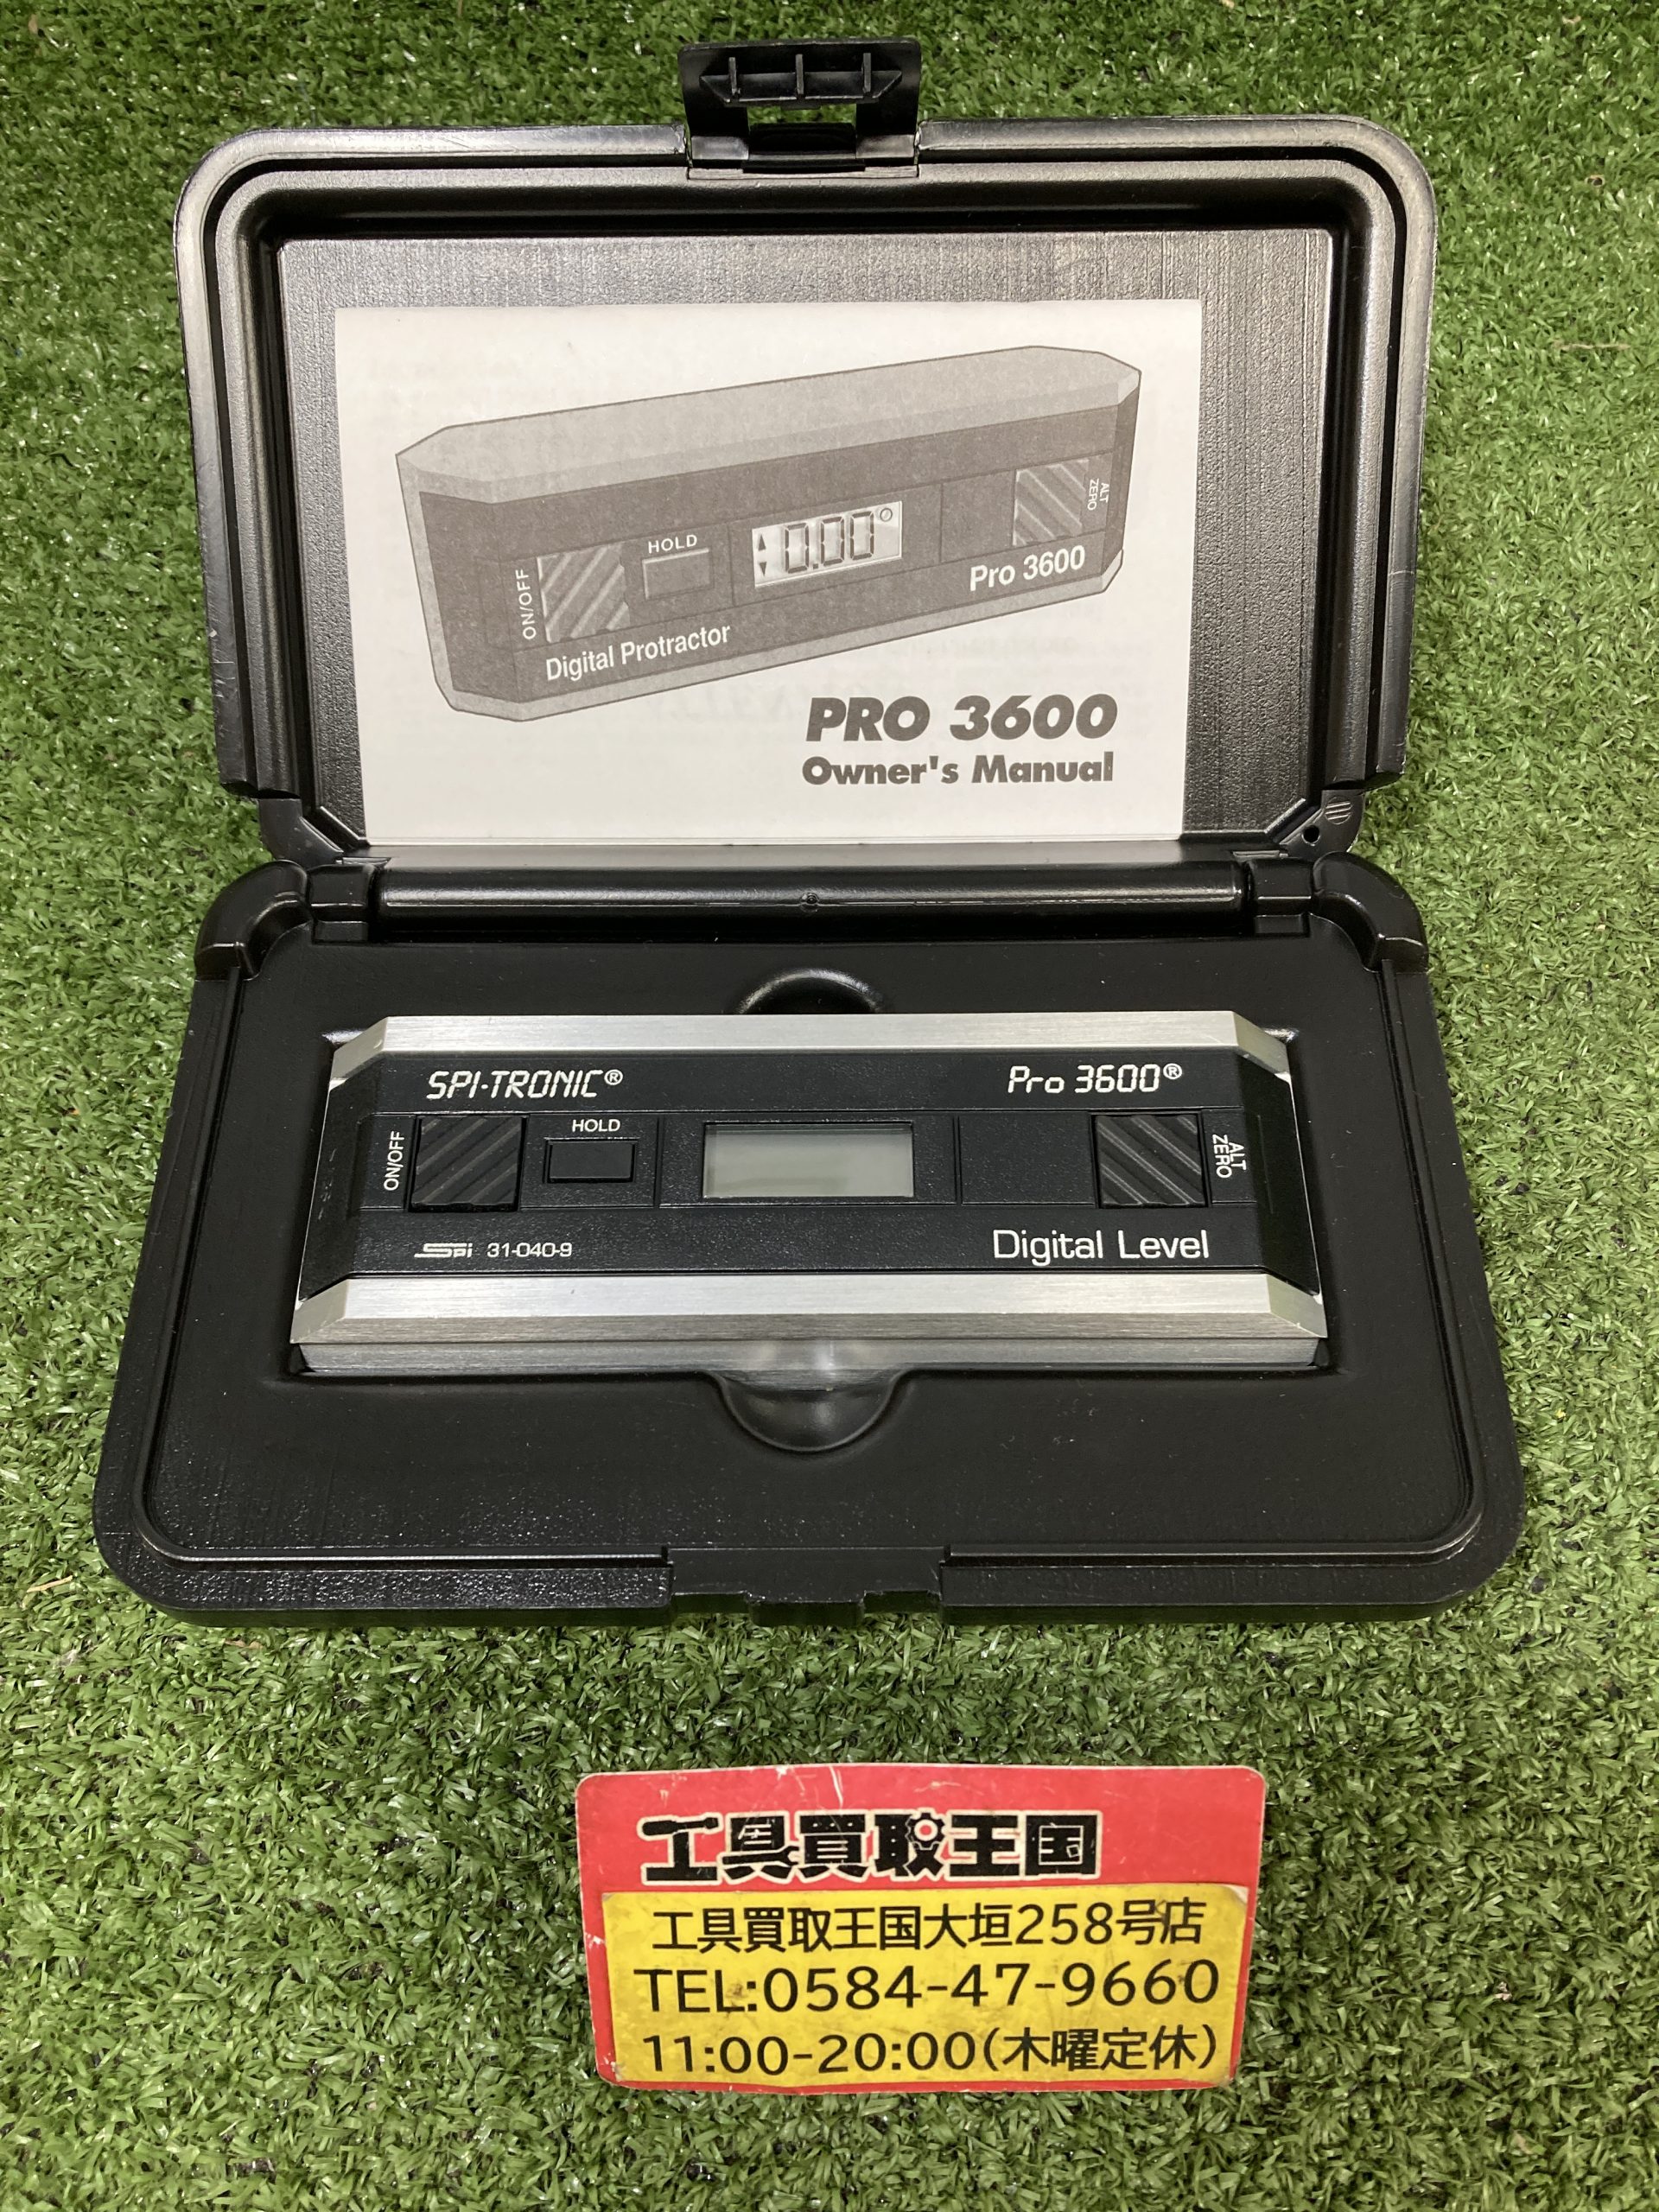 ON/OFF
HOLD
0.00°
ALT
ZERO
Digital Protractor
Pro 3600
PRO 3600
Owner's Manual
SPI-TRONIC®
Pro 3600®
ON/OFF
HOLD
ALT
ZERO
SPI 31-040-9
Digital Level
工具買取王国
工具買取王国大垣258号店
TEL:0584-47-9660
11:00-20:00(木曜定休)